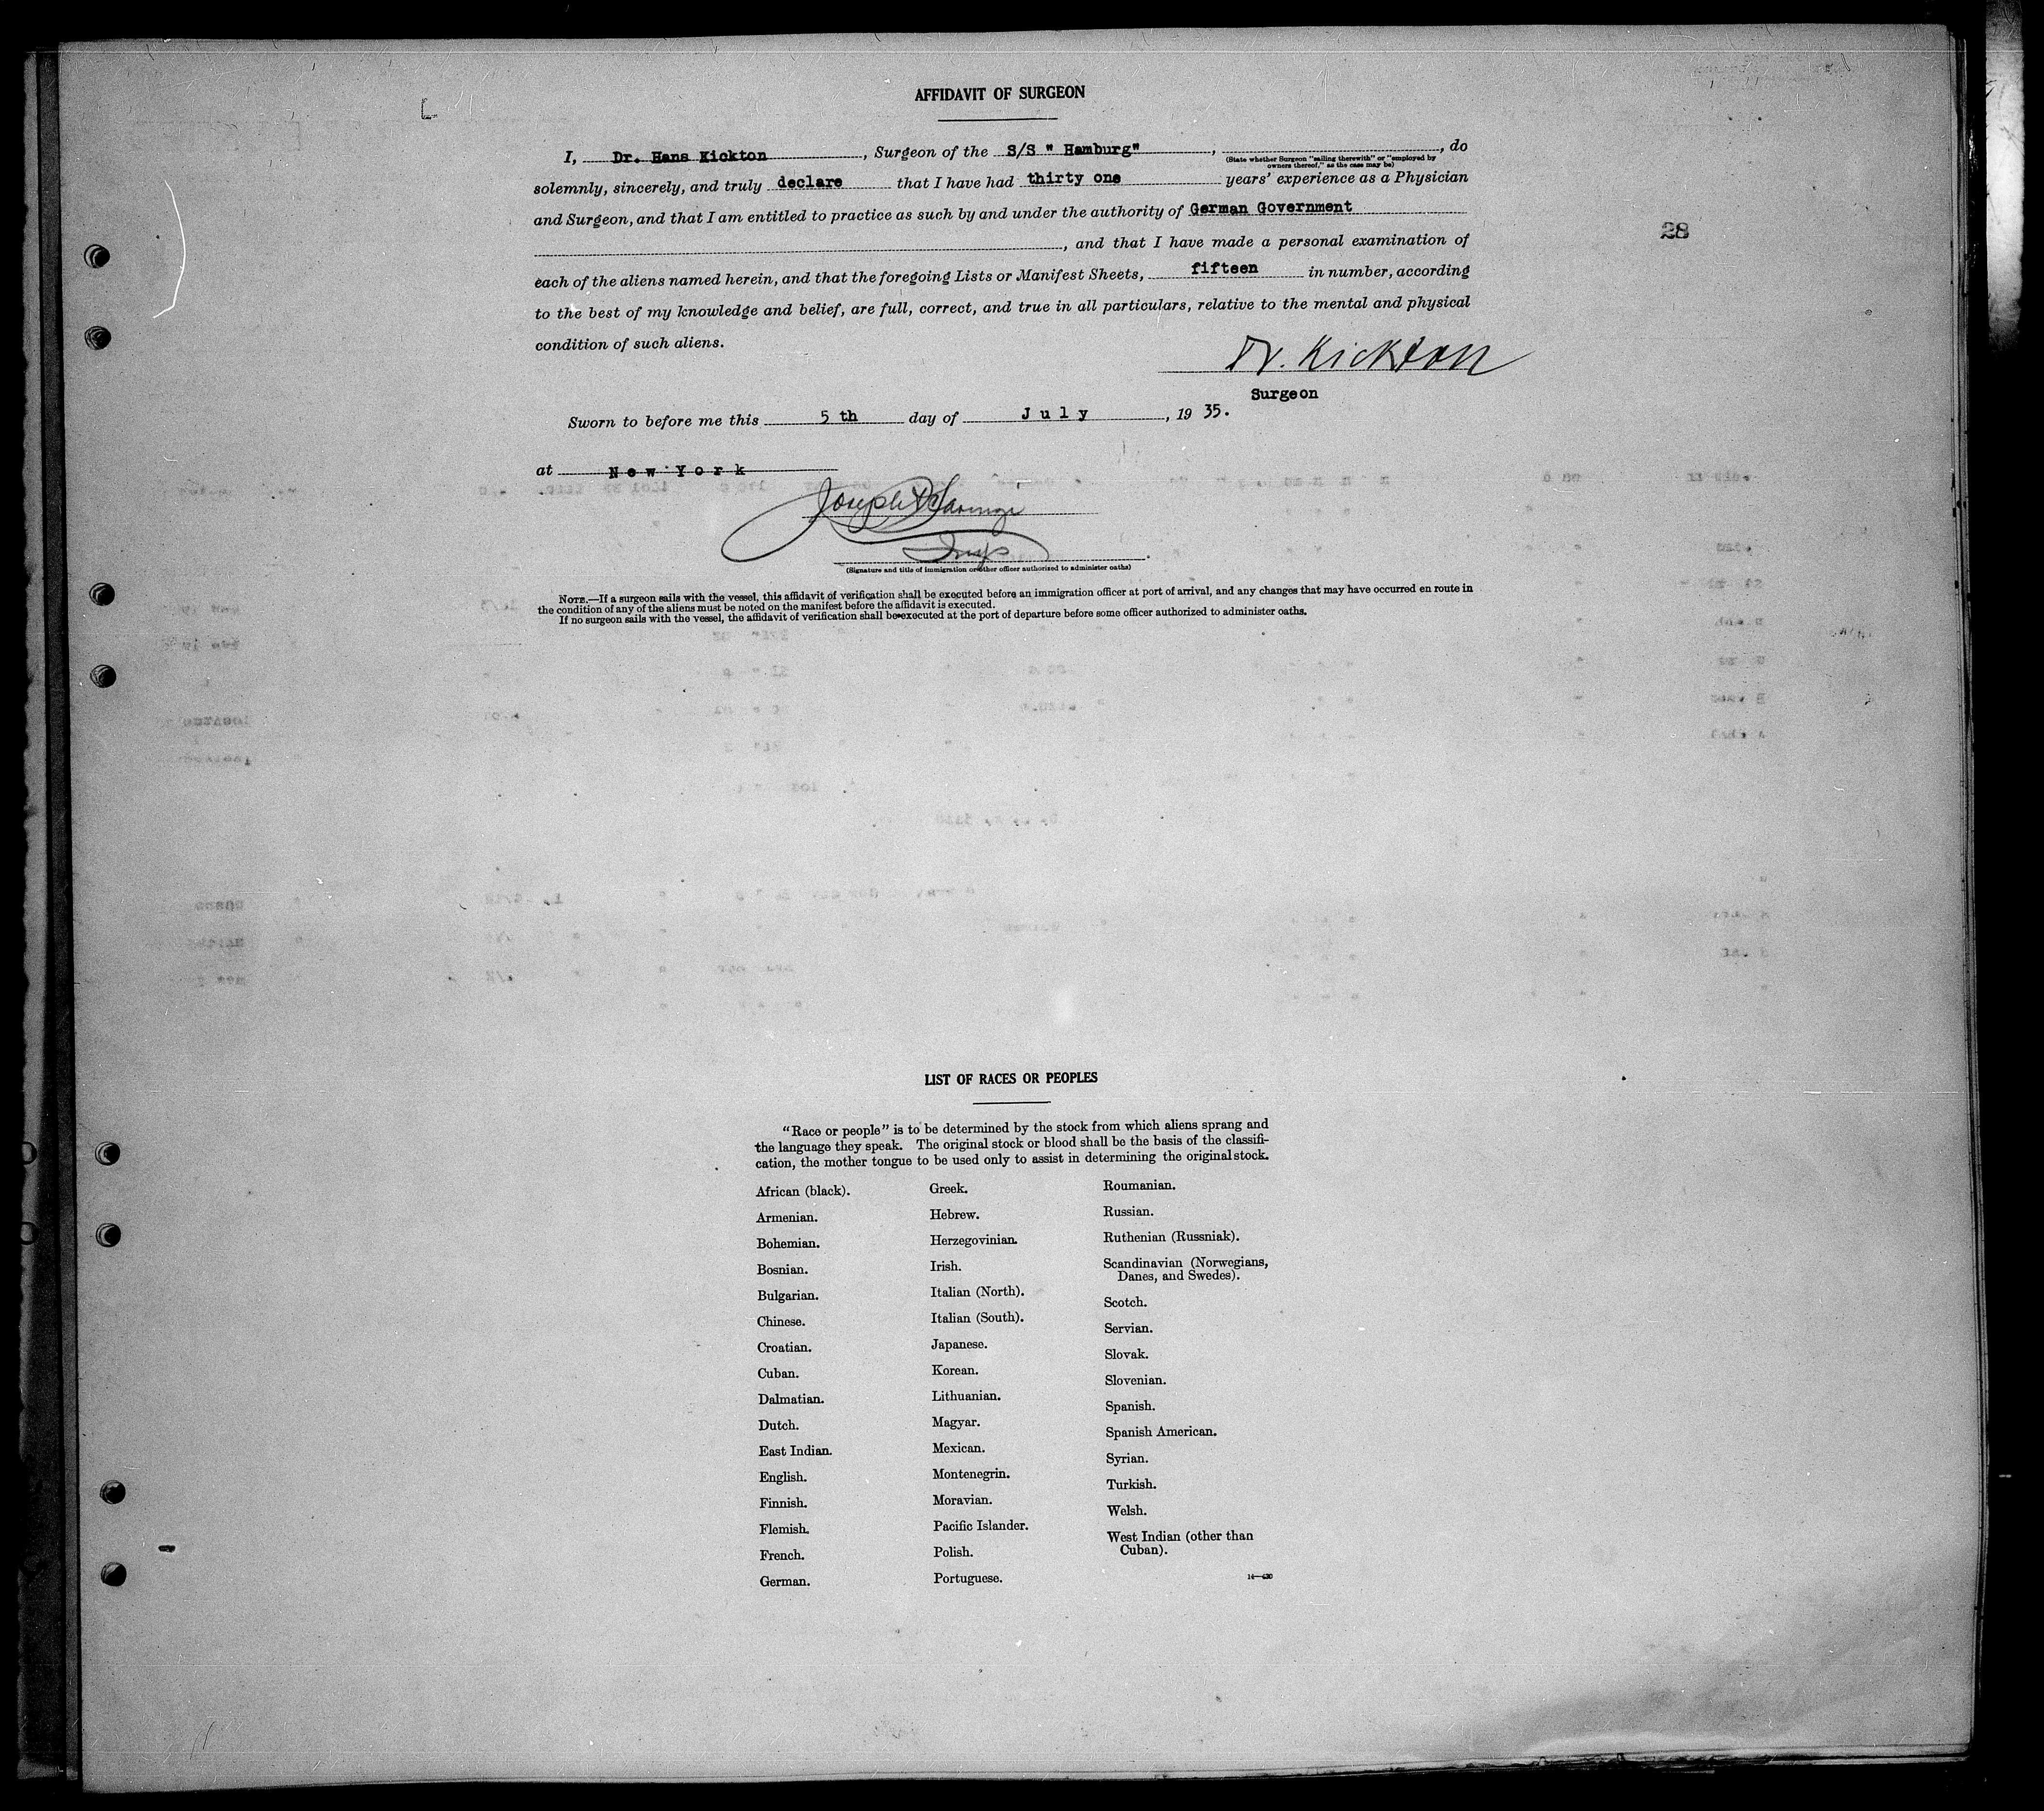 AFFIDAVIT OF SURGEON
I, Dr. Hans Kickton, Surgeon of the S/S " Hamburg", , do
(State whether Surgeon "sailing therewith" or "employed by
owners thereof," as the case may be)
solemnly, sincerely, and truly declare that I have had thirty one years' experience as a Physician
and Surgeon, and that I am entitled to practice as such by and under the authority of German Government
28
, and that I have made a personal examination of
each of the aliens named herein, and that the foregoing Lists or Manifest Sheets, fifteen in number, according
to the best of my knowledge and belief, are full, correct, and true in all particulars, relative to the mental and physical
condition of such aliens.
Dr. Kickton
Surgeon
Sworn to before me this 5 th day of July, 19 35.
at New York
Joseph
Insp
(Signature and title of immigration or other officer authorized to administer oaths)
NOTE.—If a surgeon sails with the vessel, this affidavit of verification shall be executed before an immigration officer at port of arrival, and any changes that may have occurred en route in
the condition of any of the aliens must be noted on the manifest before the affidavit is executed.
If no surgeon sails with the vessel, the affidavit of verification shall be executed at the port of departure before some officer authorized to administer oaths.
LIST OF RACES OR PEOPLES
"Race or people" is to be determined by the stock from which aliens sprang and
the language they speak. The original stock or blood shall be the basis of the classifi-
cation, the mother tongue to be used only to assist in determining the original stock.
African (black).
Armenian.
Bohemian.
Bosnian.
Bulgarian.
Chinese.
Croatian.
Cuban.
Dalmatian.
Dutch.
East Indian.
English.
Finnish.
Flemish.
French.
German.
Greek.
Hebrew.
Herzegovinian.
Irish.
Italian (North).
Italian (South).
Japanese.
Korean.
Lithuanian.
Magyar.
Mexican.
Montenegrin.
Moravian.
Pacific Islander.
Polish.
Portuguese.
Roumanian.
Russian.
Ruthenian (Russniak).
Scandinavian (Norwegians,
Danes, and Swedes).
Scotch.
Servian.
Slovak.
Slovenian.
Spanish.
Spanish American.
Syrian.
Turkish.
Welsh.
West Indian (other than
Cuban).